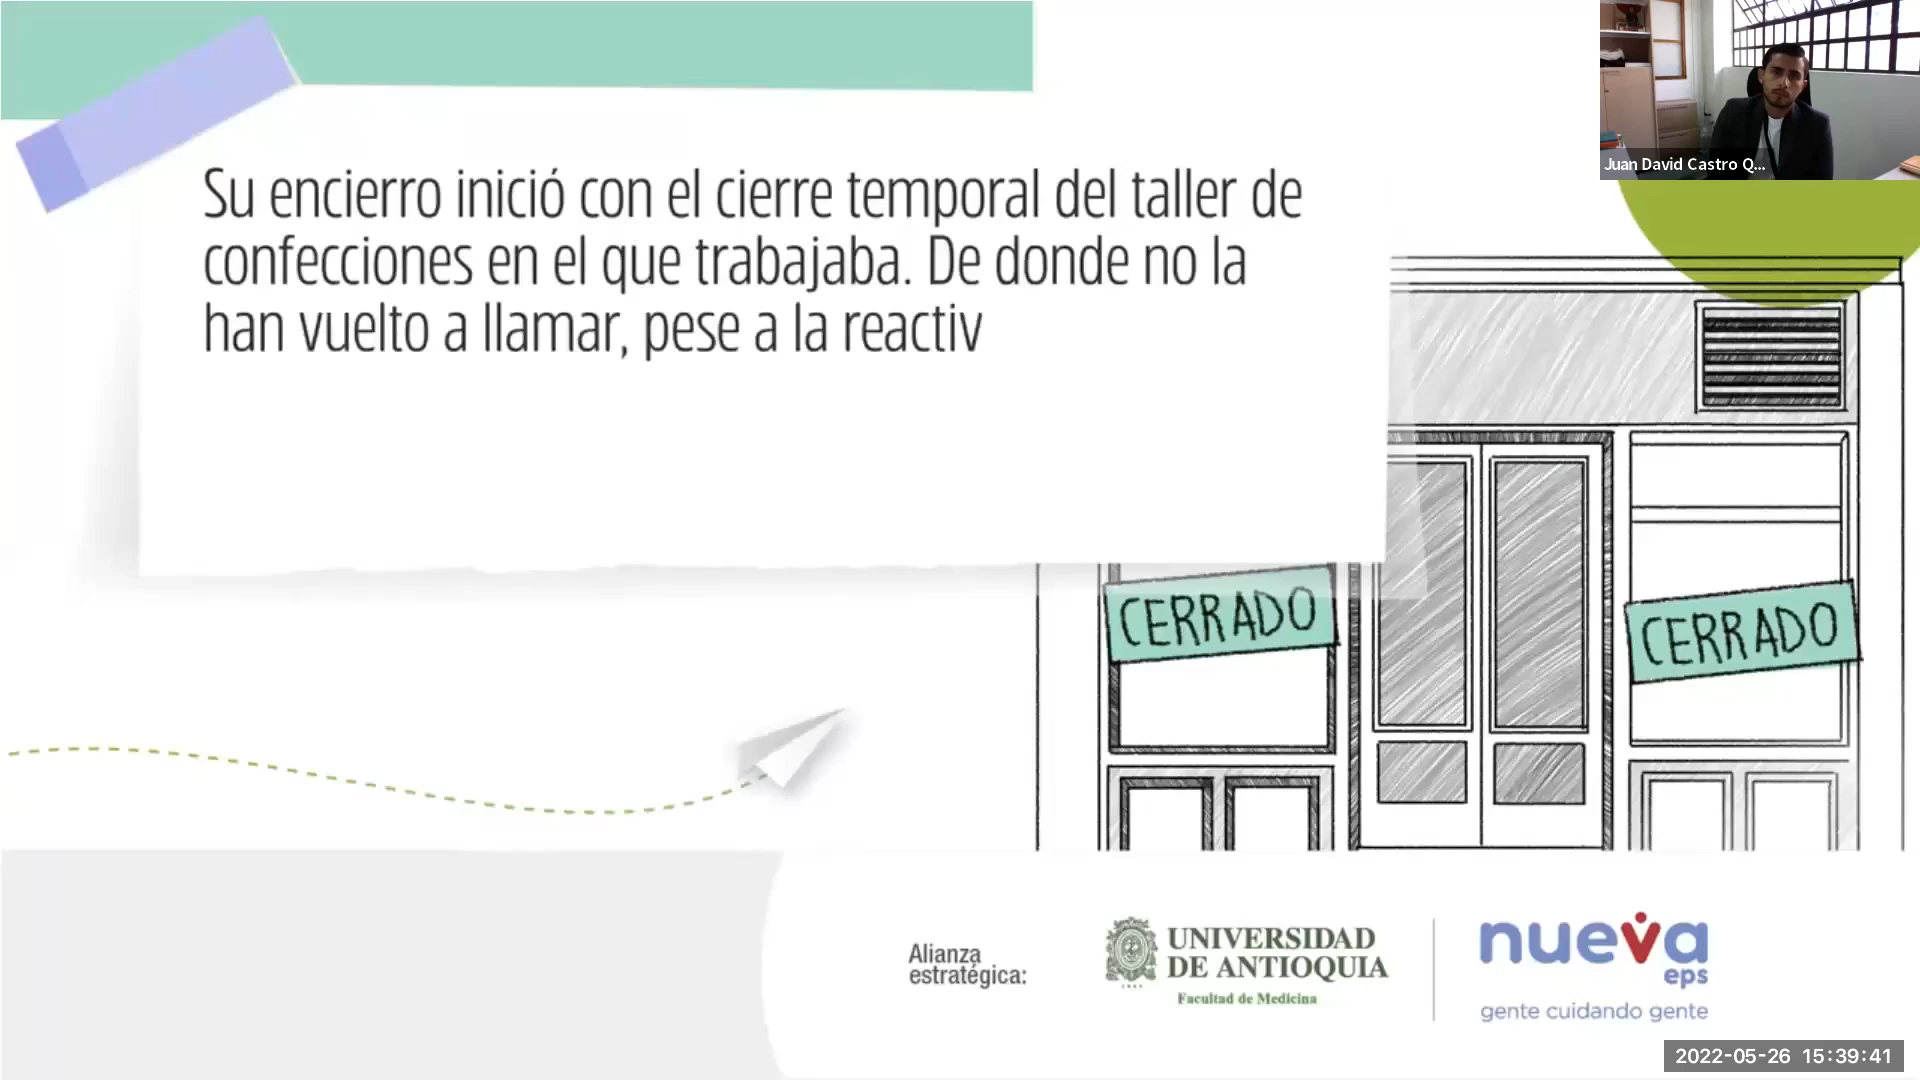 Juan David Castro Q...
Su encierro inició con el cierre temporal del taller de
confecciones en el que trabajaba. De donde no la
han vuelto a llamar, pese a la reactiv
CERRADO
CERRADO
Alianza
estratégica:
UNIVERSIDAD
DE ANTIOQUIA
Facultad de Medicina
nueva
eps
gente cuidando gente
2022-05-26 15:39:41